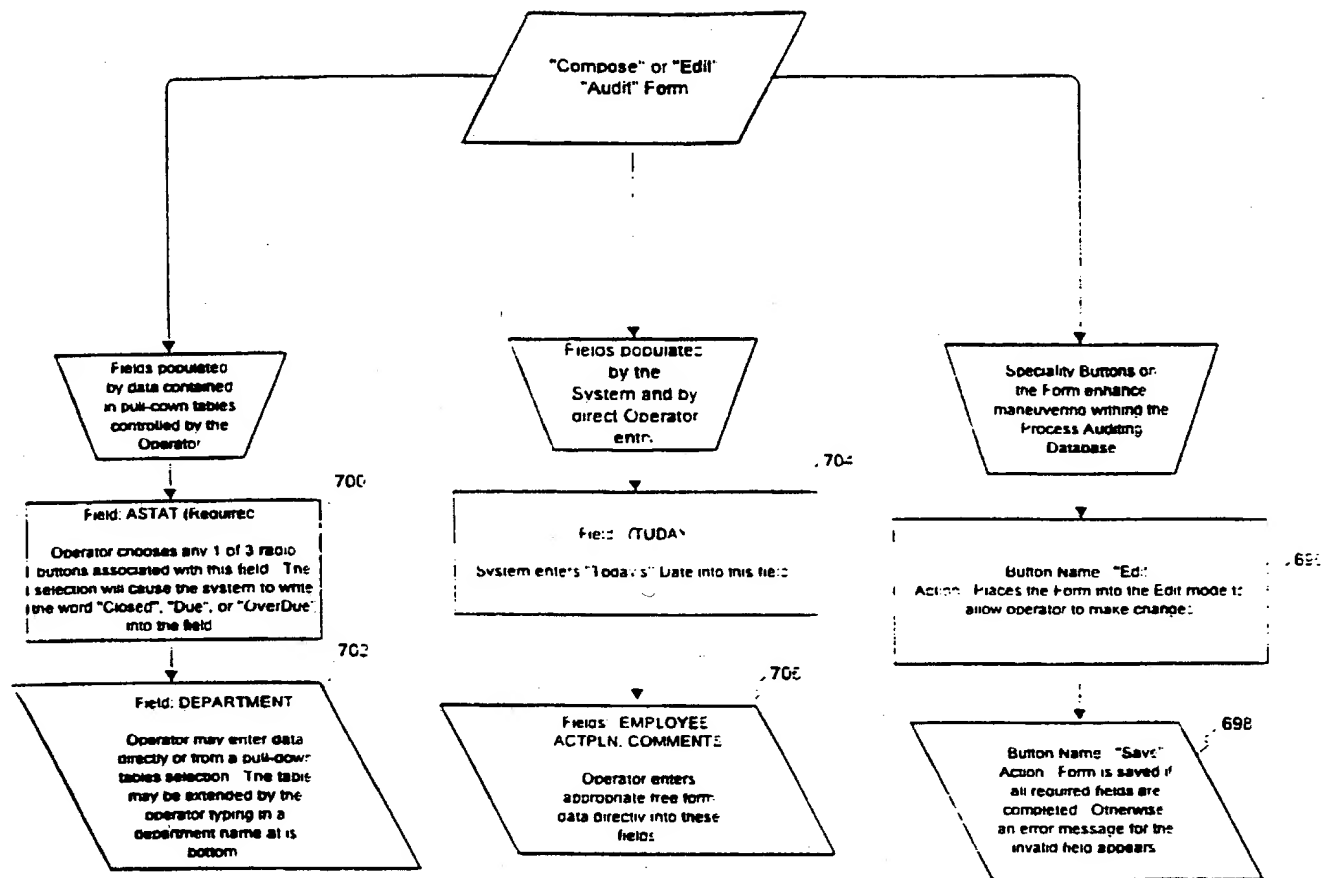 "Compose" or "Edit"
"Audit" Form
Fields populated
by data contained
in pull-down tables
controlled by the
Operator
700
Field: ASTAT (Required
Operator chooses any 1 of 3 radio
buttons associated with this field. The
selection will cause the system to write
the word "Closed", "Due", or "OverDue"
into the field
702
Field: DEPARTMENT
Operator may enter data
directly or from a pull-down
tables selection. The table
may be extended by the
operator typing in a
department name at is
bottom
Fields populated
by the
System and by
direct Operator
entry
704
Field: (TUDAY
System enters "Today's" Date into this field
706
Fields: EMPLOYEE
ACTPLN, COMMENTS
Operator enters
appropriate free form
data directly into these
fields
Speciality Buttons on
the Form enhance
maneuvering withing the
Process Auditing
Database
Button Name: "Edit"
Action: Places the Form into the Edit mode to
allow operator to make changes
698
Button Name: "Save"
Action: Form is saved if
all required fields are
completed. Otherwise
an error message for the
invalid field appears